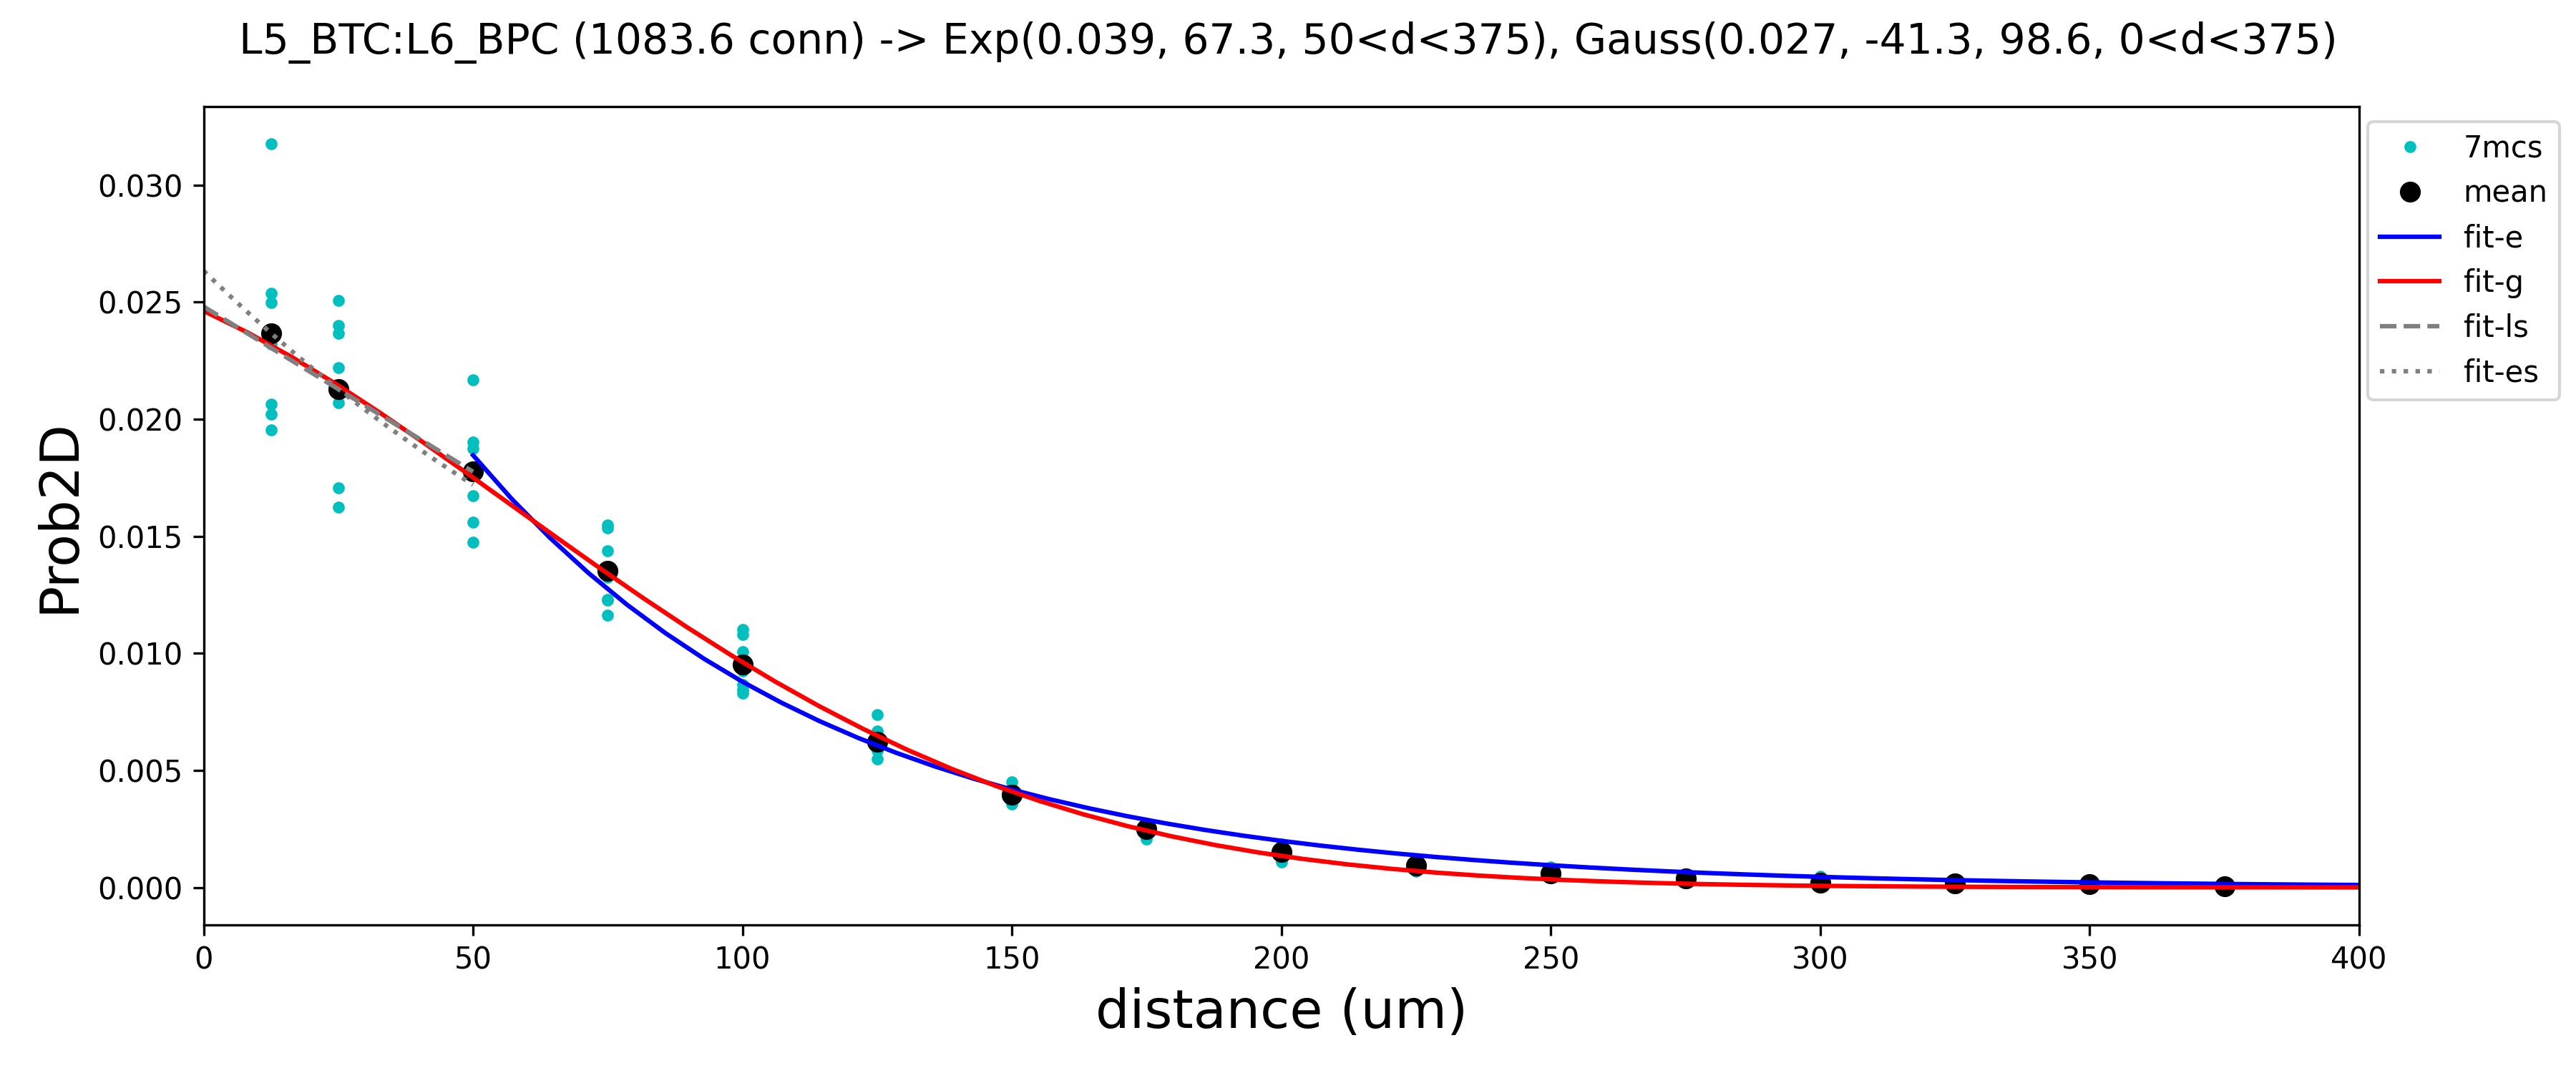 L5_BTC:L6_BPC (1083.6 conn) -> Exp(0.039, 67.3, 50<d<375), Gauss(0.027, -41.3, 98.6, 0<d<375)
7mcs
mean
fit-e
fit-g
fit-ls
fit-es
Prob2D
0.030
0.025
0.020
0.015
0.010
0.005
0.000
0 50 100 150 200 250 300 350 400
distance (um)